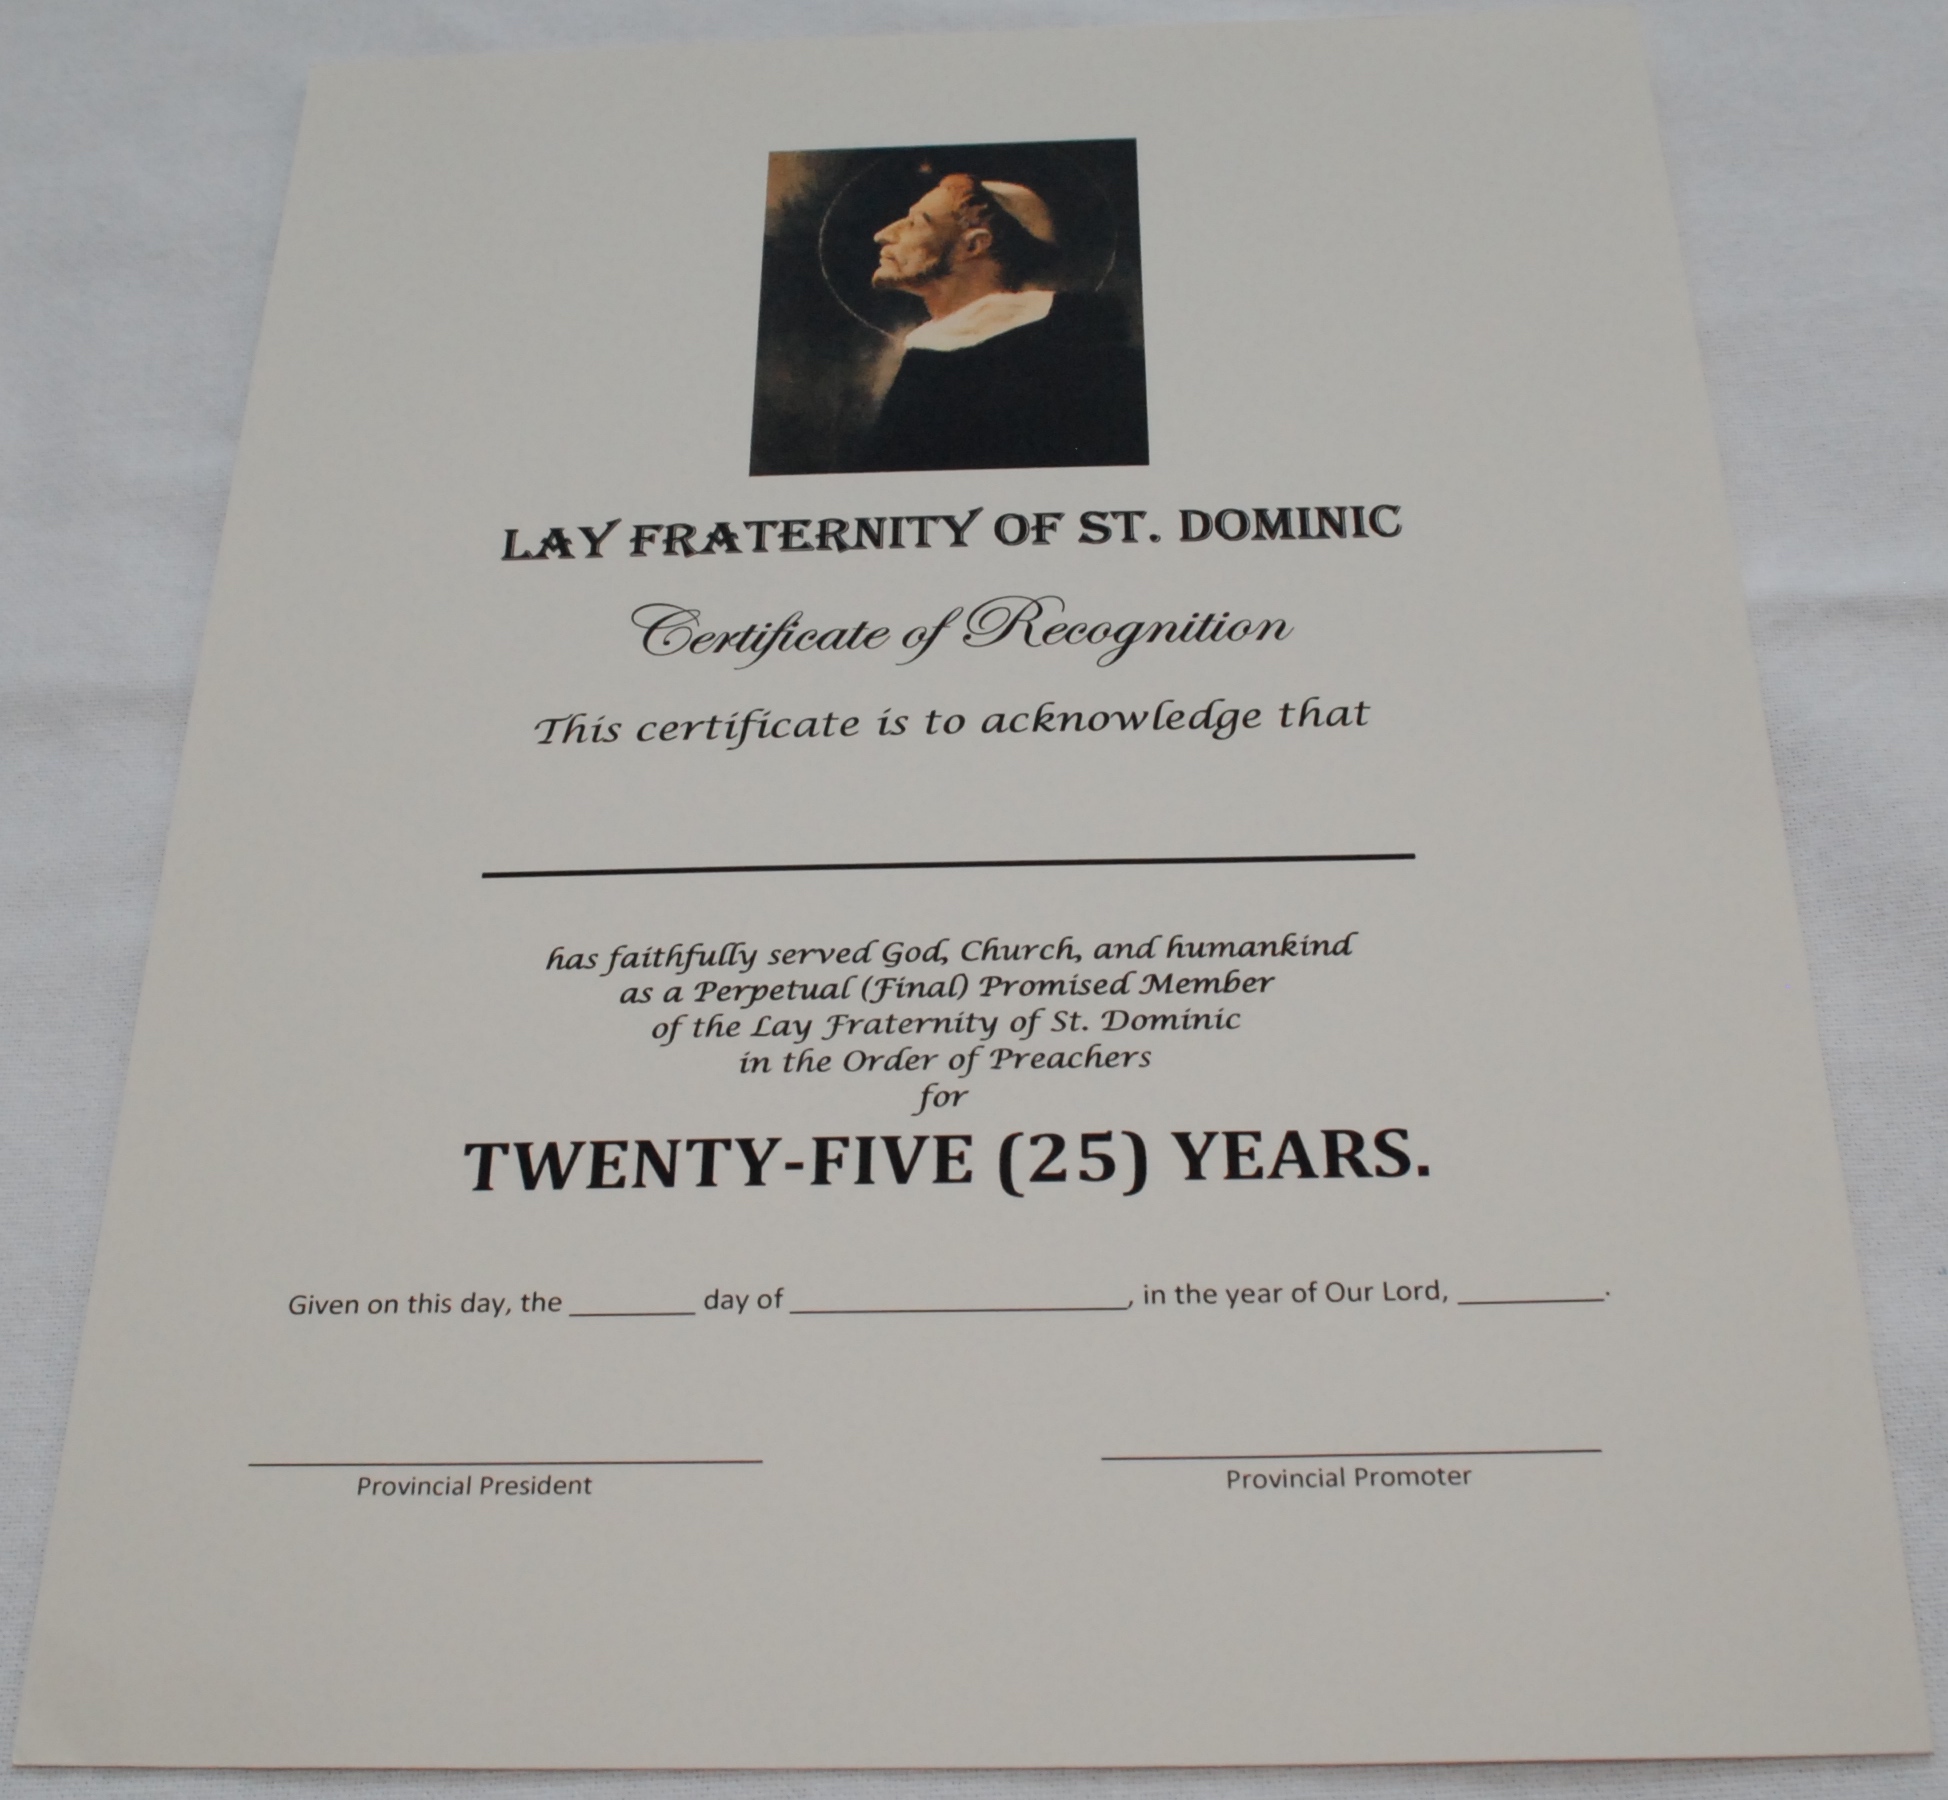 LAY FRATERNITY OF ST. DOMINIC
Certificate of Recognition
This certificate is to acknowledge that
has faithfully served God, Church, and humankind
as a Perpetual (Final) Promised Member
of the Lay Fraternity of St. Dominic
in the Order of Preachers
for
TWENTY-FIVE (25) YEARS.
Given on this day, the ________ day of ______________________, in the year of Our Lord, _________.
Provincial President Provincial Promoter